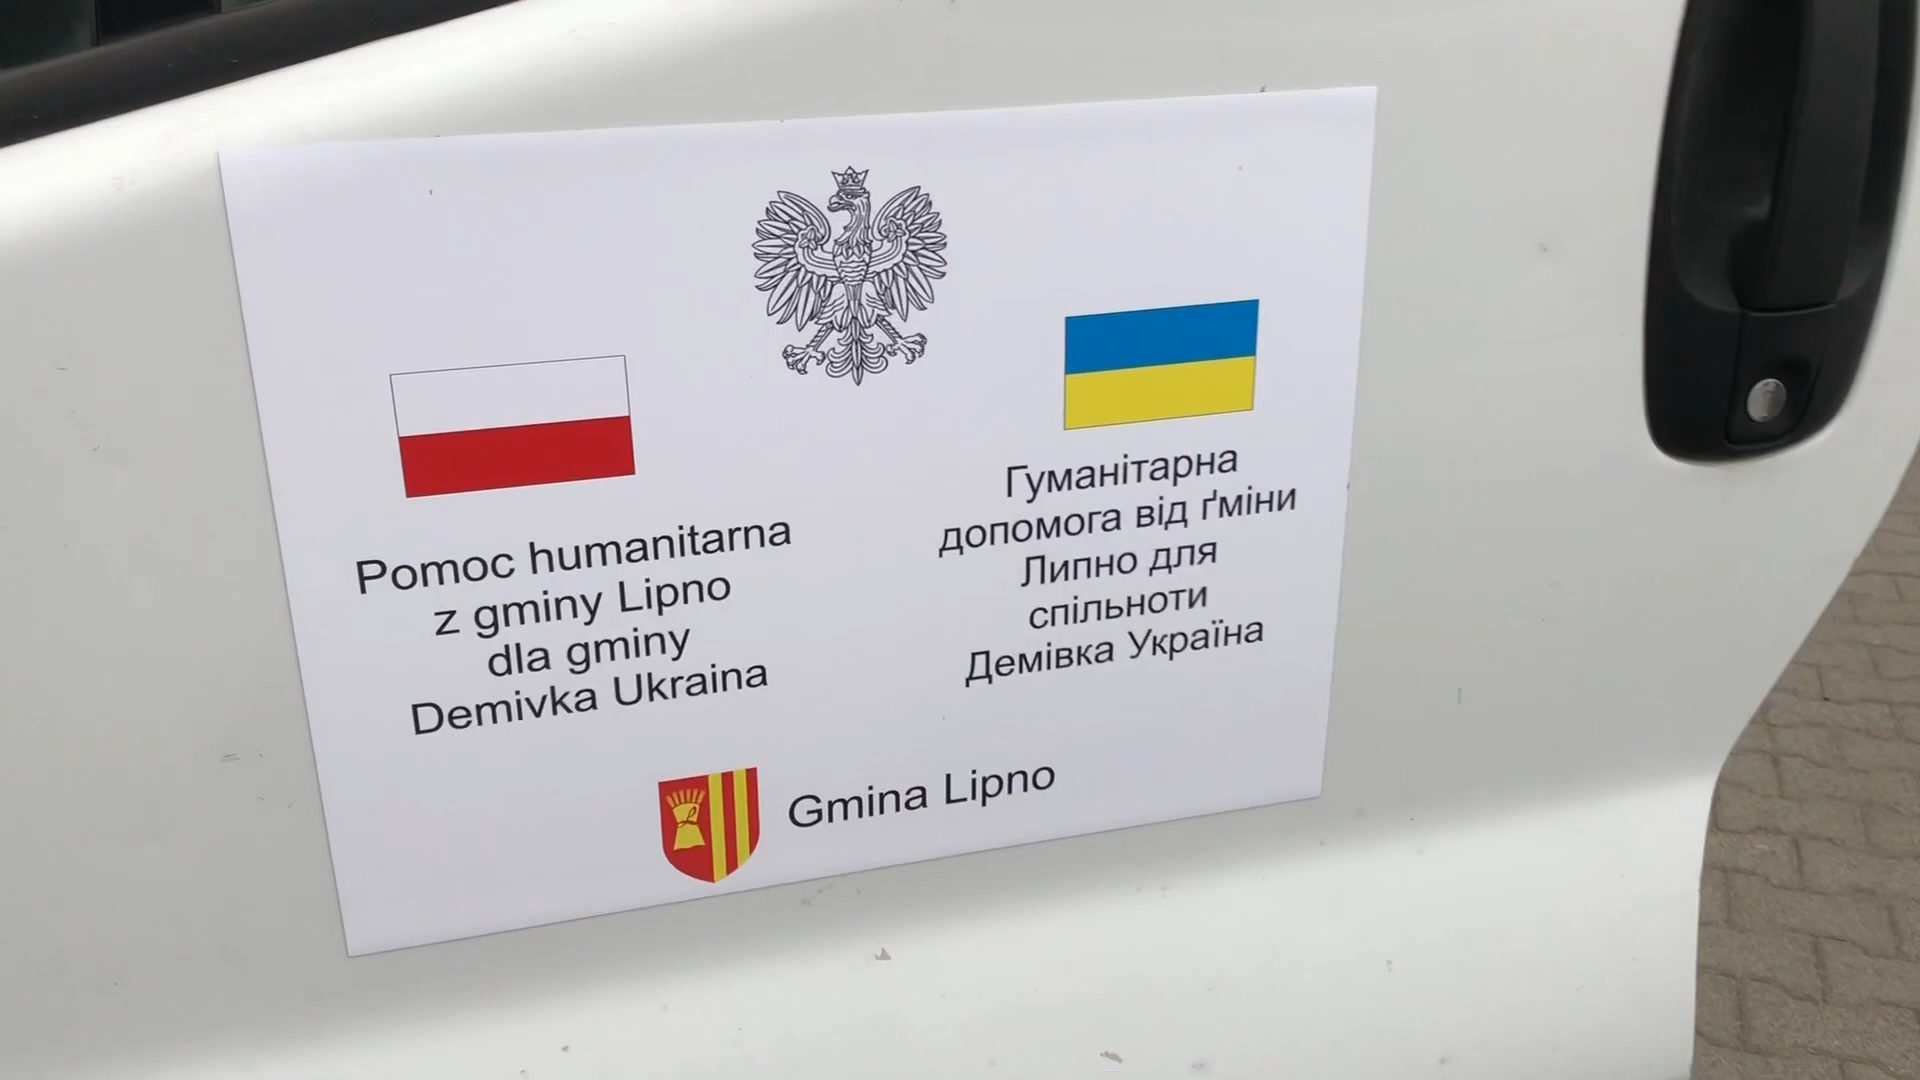 Pomoc humanitarna
z gminy Lipno
dla gminy
Demivka Ukraina
Гуманітарна
допомога від ґміни
Липно для
спільноти
Демівка Україна
Gmina Lipno